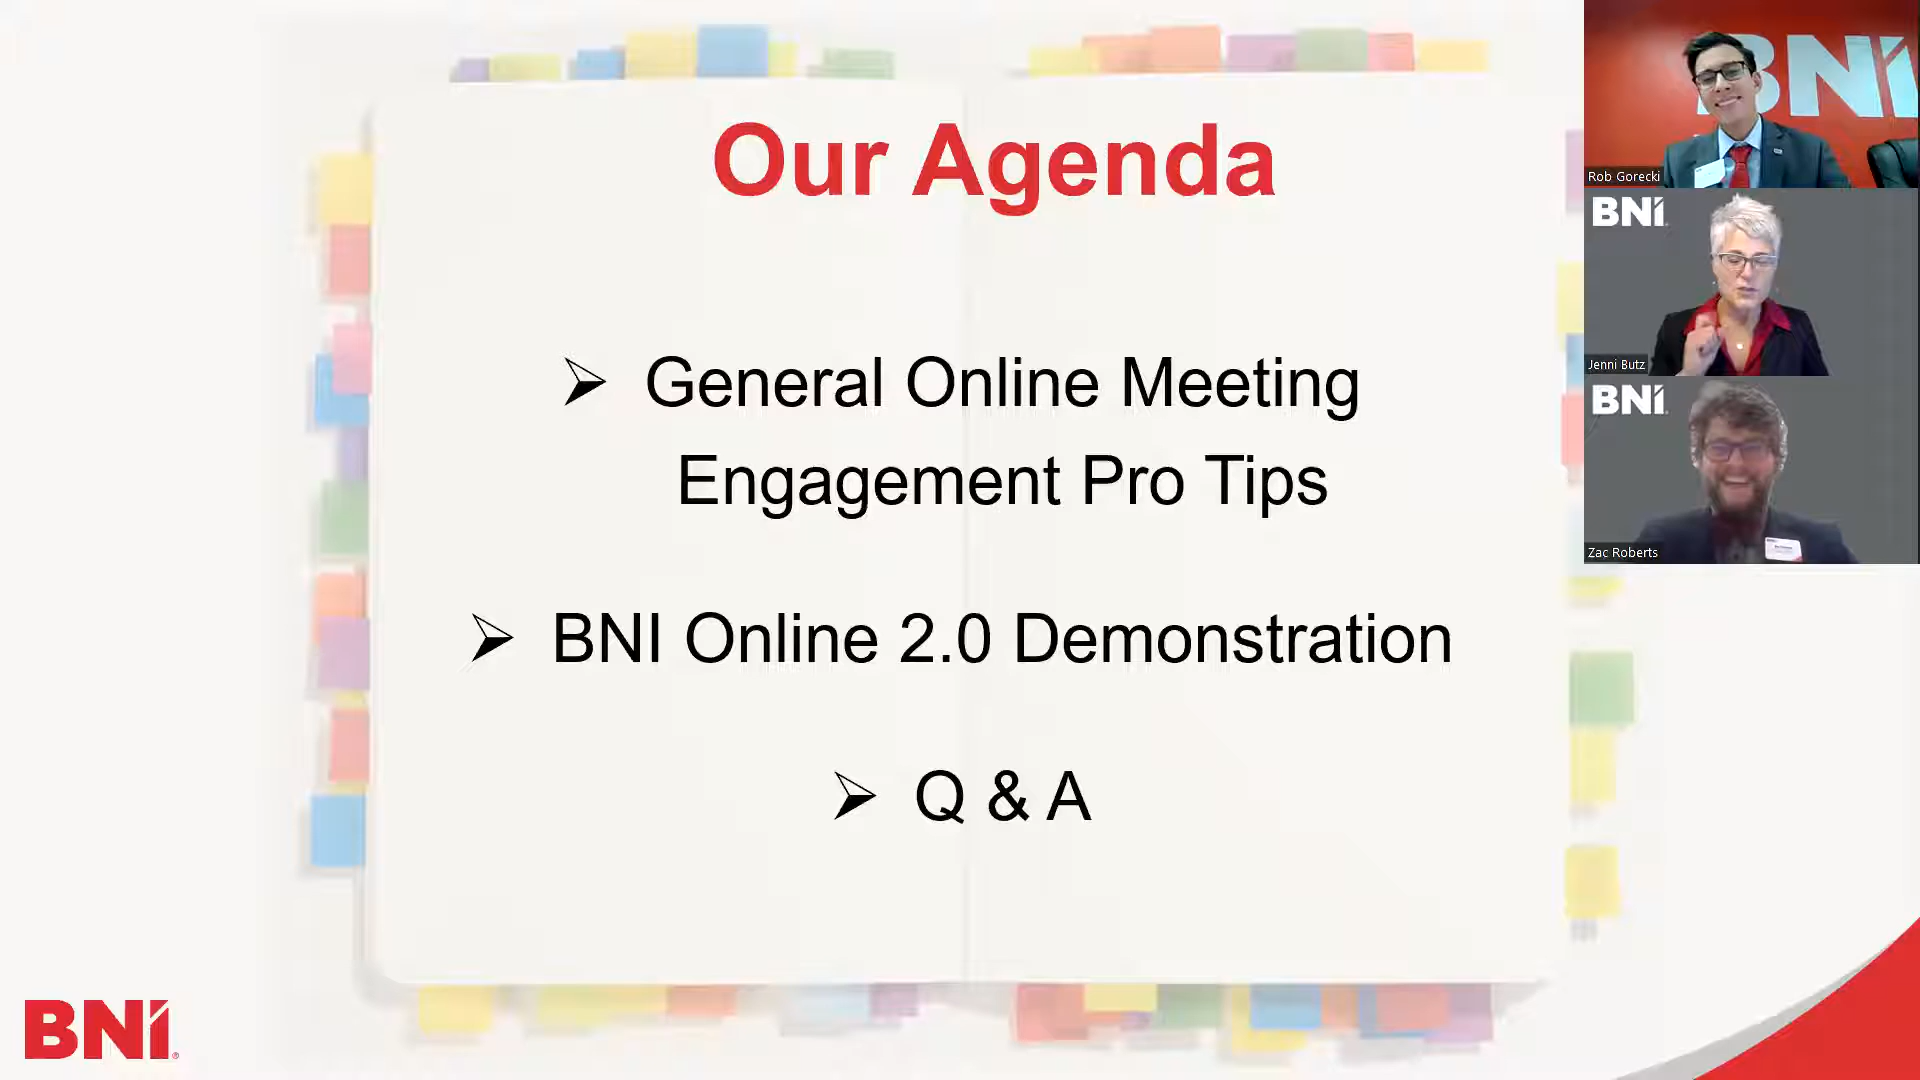 Our Agenda
➢ General Online Meeting
Engagement Pro Tips
➢ BNI Online 2.0 Demonstration
➢ Q & A
BNI®
BNI
Rob Gorecki
BNI
Jenni Butz
BNI
Zac Roberts